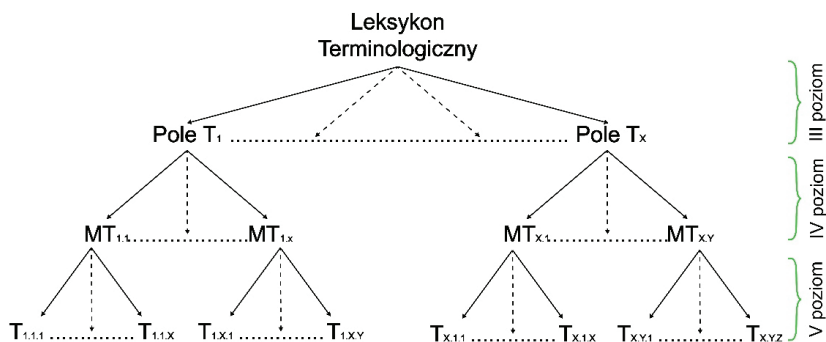 Leksykon
Terminologiczny
III poziom
Pole T₁ .................................................. Pole Tₓ
IV poziom
MT₁.₁ .................... MT₁.ₓ MTX.1 .................... MTX.Y
V poziom
T1.1.1 ............... T1.1.X T1.X.1 ............... T1.X.Y TX.1.1 ............... TX.1.X TX.Y.1 ............... TX.Y.Z